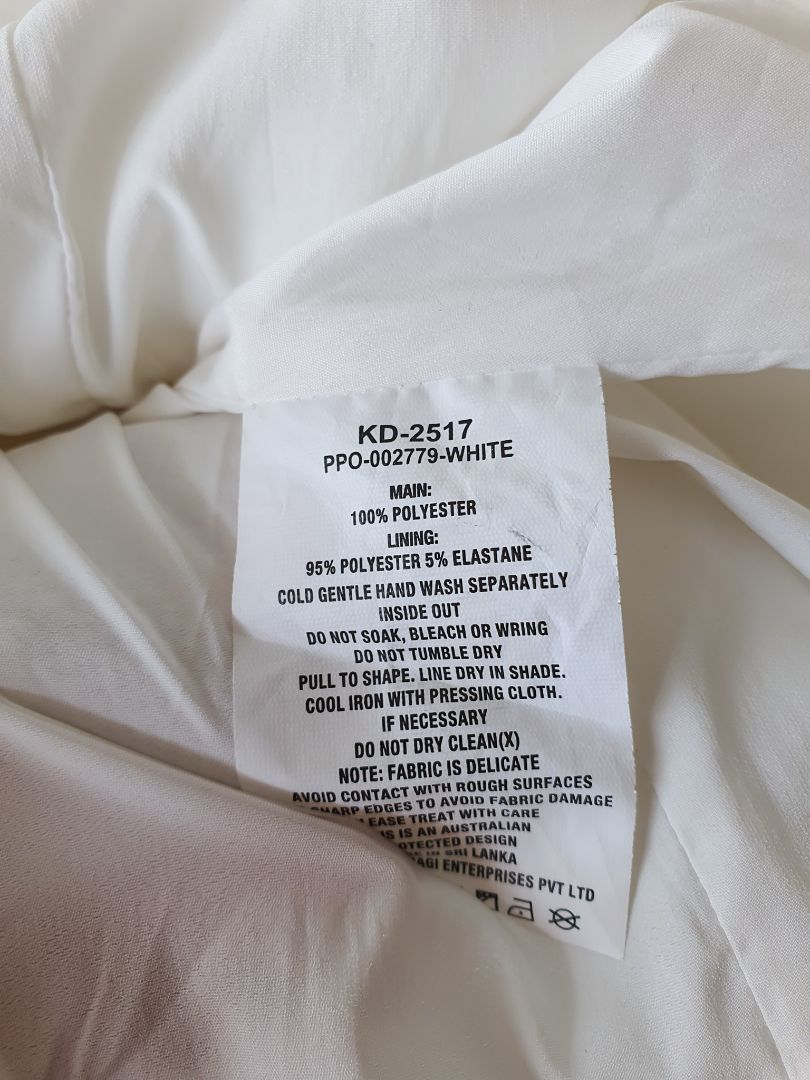 KD-2517
PPO-002779-WHITE
MAIN:
100% POLYESTER
LINING:
95% POLYESTER 5% ELASTANE
COLD GENTLE HAND WASH SEPARATELY
INSIDE OUT
DO NOT SOAK, BLEACH OR WRING
DO NOT TUMBLE DRY
PULL TO SHAPE. LINE DRY IN SHADE.
COOL IRON WITH PRESSING CLOTH.
IF NECESSARY
DO NOT DRY CLEAN(X)
NOTE: FABRIC IS DELICATE
AVOID CONTACT WITH ROUGH SURFACES
EDGES TO AVOID FABRIC DAMAGE
TREAT WITH CARE
IS AN AUSTRALIAN
DESIGN
SRI LANKA
ENTERPRISES PVT LTD